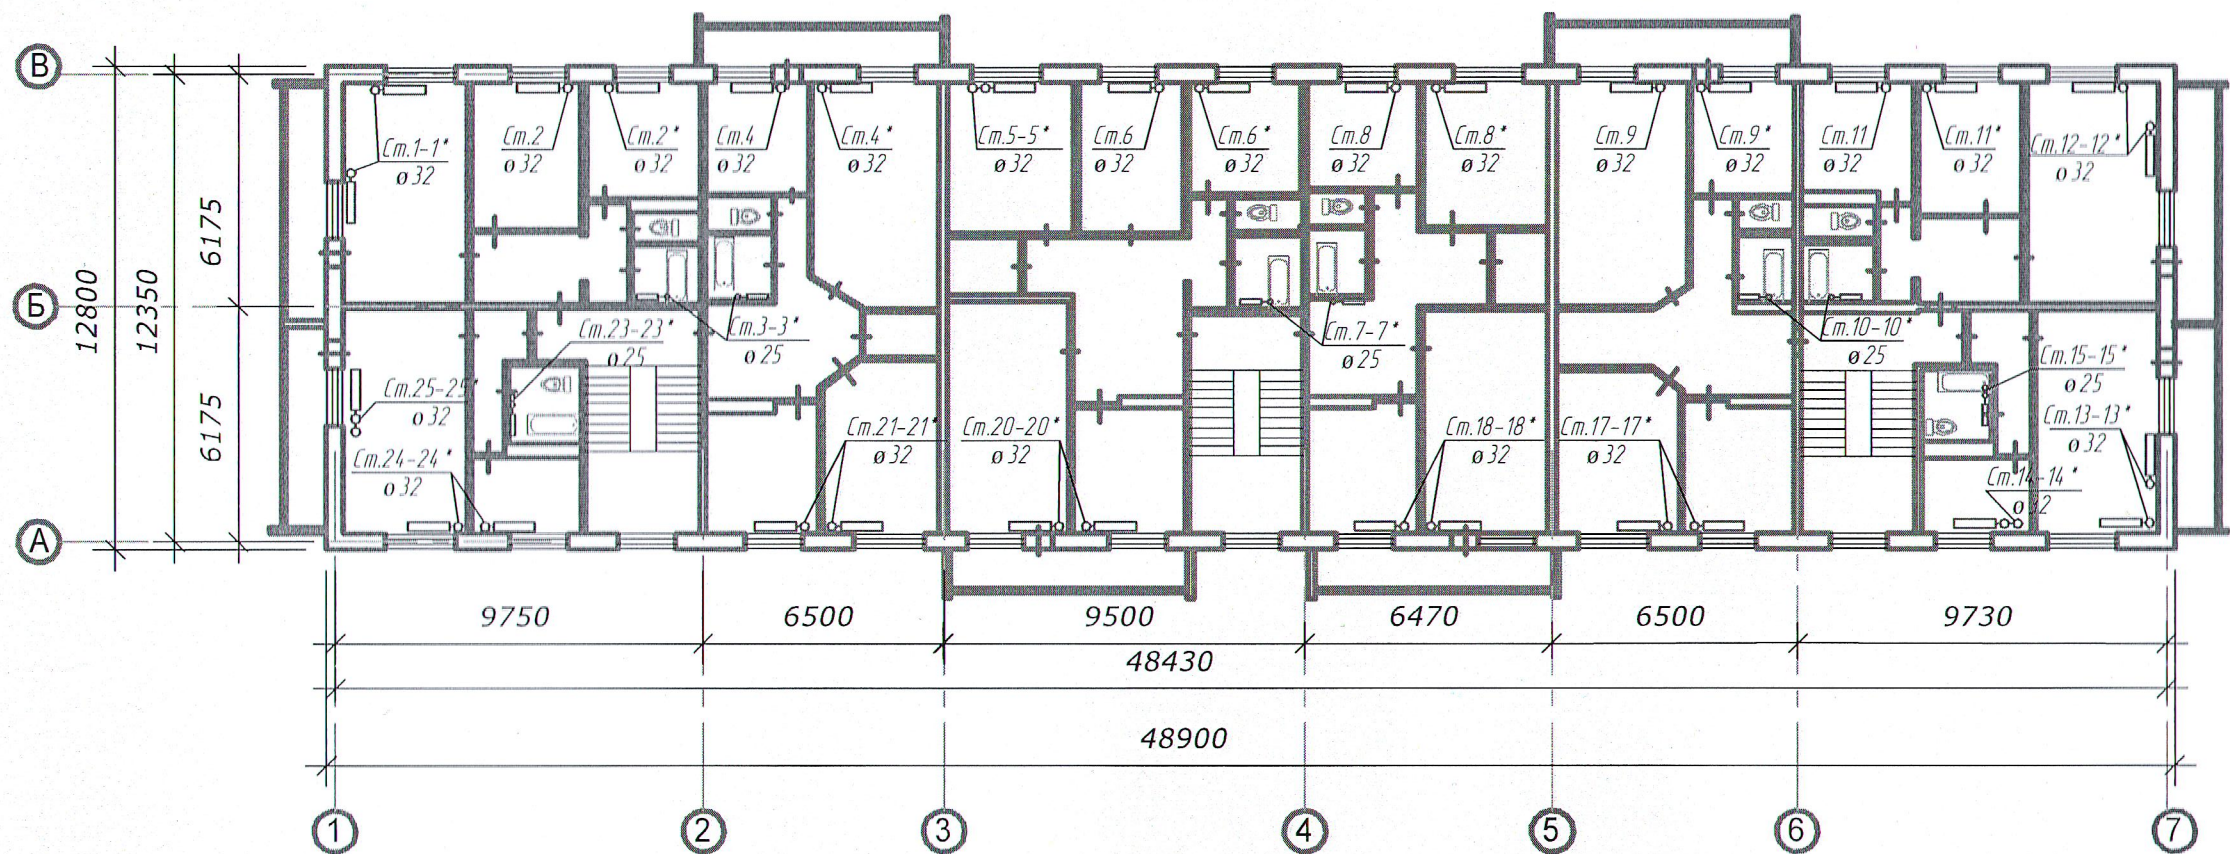 В
Ст.1-1*
ø 32
Ст.2
ø 32
Ст.2*
ø 32
Ст.4
ø 32
Ст.4*
ø 32
Ст.5-5*
ø 32
Ст.6
ø 32
Ст.6*
ø 32
Ст.8
ø 32
Ст.8*
ø 32
Ст.9
ø 32
Ст.9*
ø 32
Ст.11
ø 32
Ст.11*
ø 32
Ст.12-12*
ø 32
6175
12800
12350
Б
Ст.23-23*
ø 25
Ст.3-3*
ø 25
Ст.7-7*
ø 25
Ст.10-10*
ø 25
Ст.15-15*
ø 25
Ст.25-25*
ø 32
6175
Ст.24-24*
ø 32
Ст.21-21*
ø 32
Ст.20-20*
ø 32
Ст.18-18*
ø 32
Ст.17-17*
ø 32
Ст.13-13*
ø 32
Ст.14-14*
ø 32
А
9750
6500
9500
6470
6500
9730
48430
48900
1
2
3
4
5
6
7